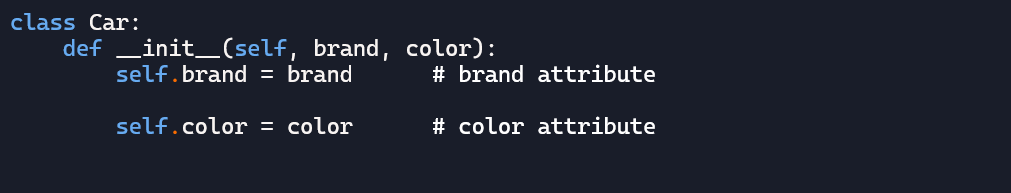 class Car:
    def __init__(self, brand, color):
        self.brand = brand      # brand attribute
        self.color = color      # color attribute